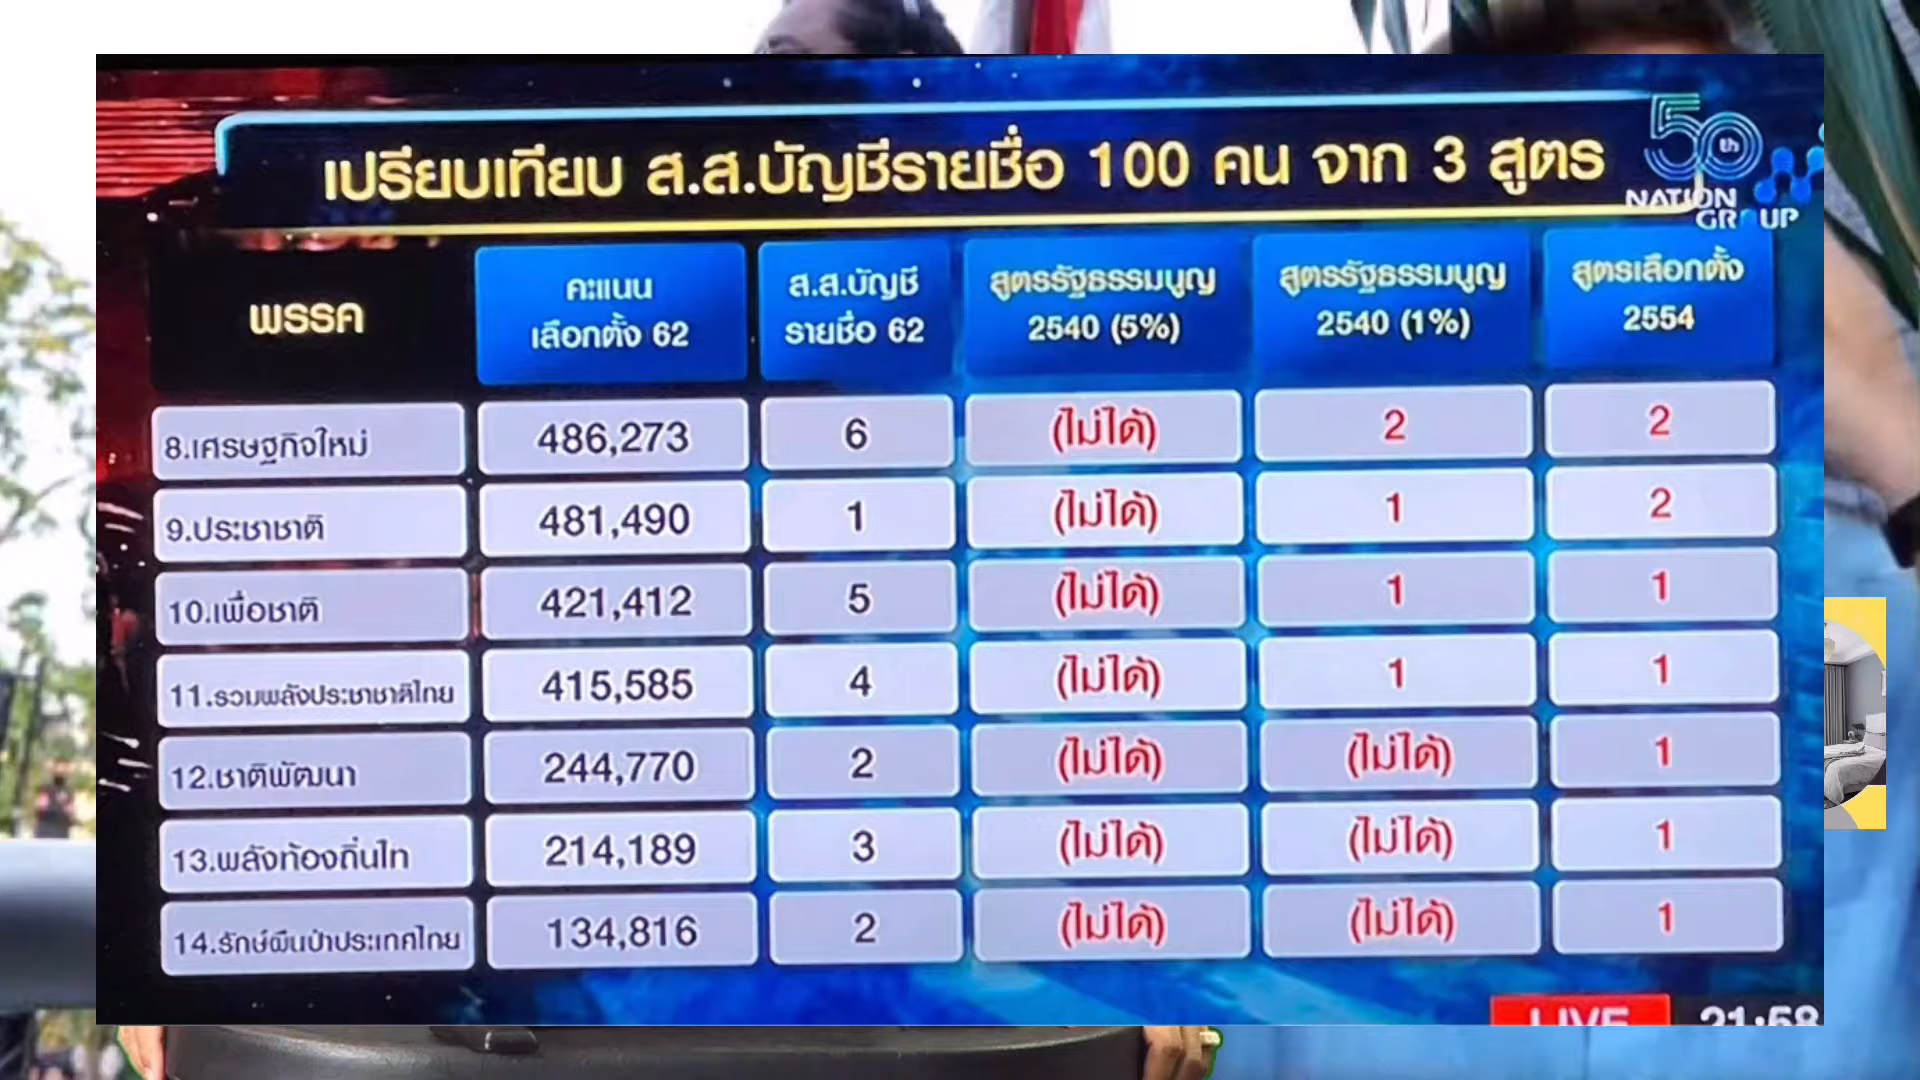 เปรียบเทียบ ส.ส.บัญชีรายชื่อ 100 คน จาก 3 สูตร
50th
NATION
GROUP
พรรค
คะแนน
เลือกตั้ง 62
ส.ส.บัญชี
รายชื่อ 62
สูตรรัฐธรรมนูญ
2540 (5%)
สูตรรัฐธรรมนูญ
2540 (1%)
สูตรเลือกตั้ง
2554
8.เศรษฐกิจใหม่ 486,273 6 (ไม่ได้) 2 2
9.ประชาชาติ 481,490 1 (ไม่ได้) 1 2
10.เพื่อชาติ 421,412 5 (ไม่ได้) 1 1
11.รวมพลังประชาชาติไทย 415,585 4 (ไม่ได้) 1 1
12.ชาติพัฒนา 244,770 2 (ไม่ได้) (ไม่ได้) 1
13.พลังท้องถิ่นไท 214,189 3 (ไม่ได้) (ไม่ได้) 1
14.รักษ์ผืนป่าประเทศไทย 134,816 2 (ไม่ได้) (ไม่ได้) 1
LIVE 21:58